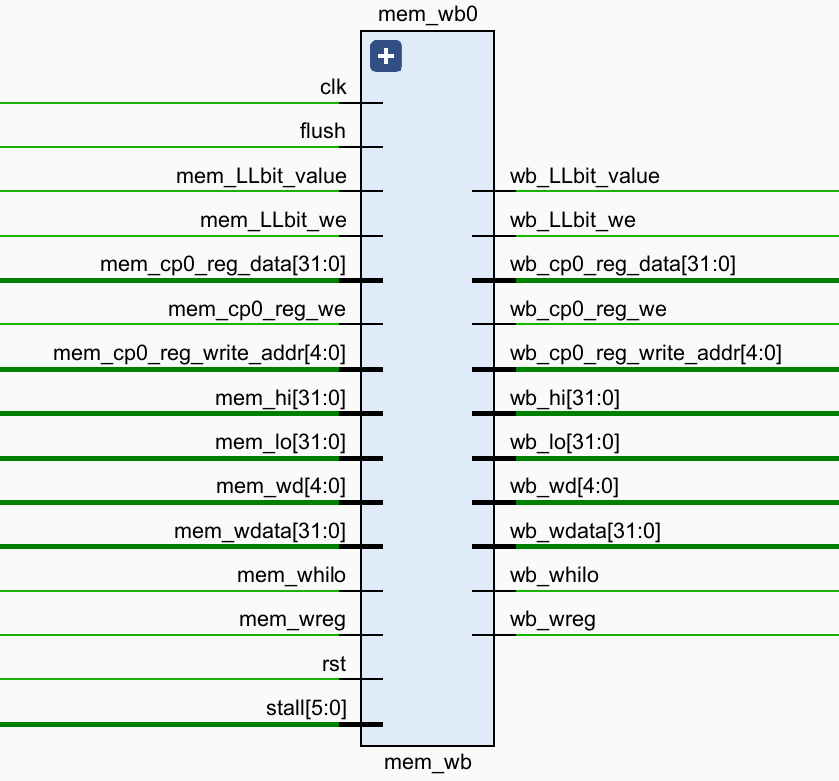 mem_wb0
clk
flush
mem_LLbit_value wb_LLbit_value
mem_LLbit_we wb_LLbit_we
mem_cp0_reg_data[31:0] wb_cp0_reg_data[31:0]
mem_cp0_reg_we wb_cp0_reg_we
mem_cp0_reg_write_addr[4:0] wb_cp0_reg_write_addr[4:0]
mem_hi[31:0] wb_hi[31:0]
mem_lo[31:0] wb_lo[31:0]
mem_wd[4:0] wb_wd[4:0]
mem_wdata[31:0] wb_wdata[31:0]
mem_whilo wb_whilo
mem_wreg wb_wreg
rst
stall[5:0]
mem_wb